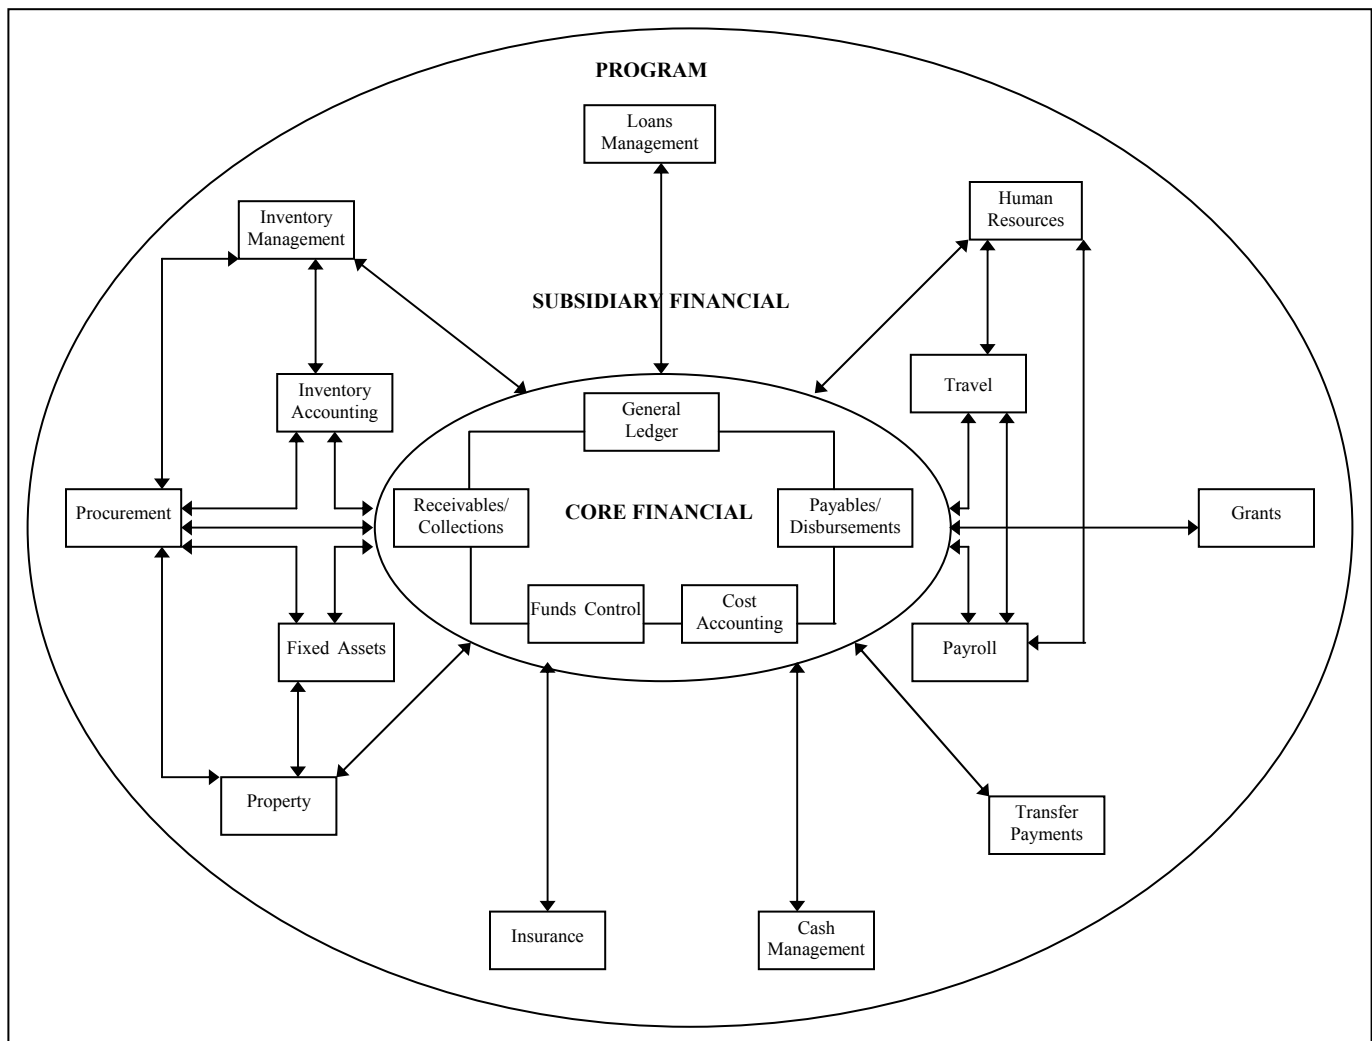 PROGRAM
Loans
Management
Human
Resources
Inventory
Management
SUBSIDIARY FINANCIAL
Travel
Inventory
Accounting
General
Ledger
Procurement
Receivables/
Collections
CORE FINANCIAL
Payables/
Disbursements
Grants
Funds Control
Cost
Accounting
Fixed Assets
Payroll
Property
Transfer
Payments
Insurance
Cash
Management